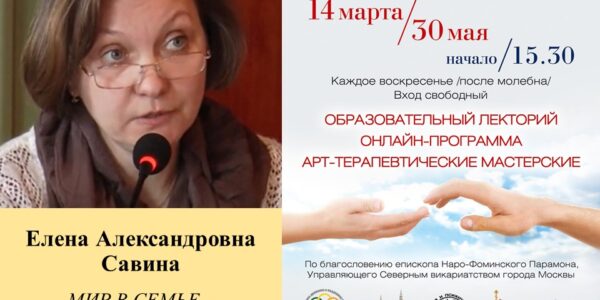 14 марта/30 мая
начало/15.30
Каждое воскресенье /после молебна/
Вход свободный
ОБРАЗОВАТЕЛЬНЫЙ ЛЕКТОРИЙ
ОНЛАЙН-ПРОГРАММА
АРТ-ТЕРАПЕВТИЧЕСКИЕ МАСТЕРСКИЕ
По благословению епископа Наро-Фоминского Парамона,
Управляющего Северным викариатством города Москвы
Елена Александровна
Савина
МИР В СЕМЬЕ